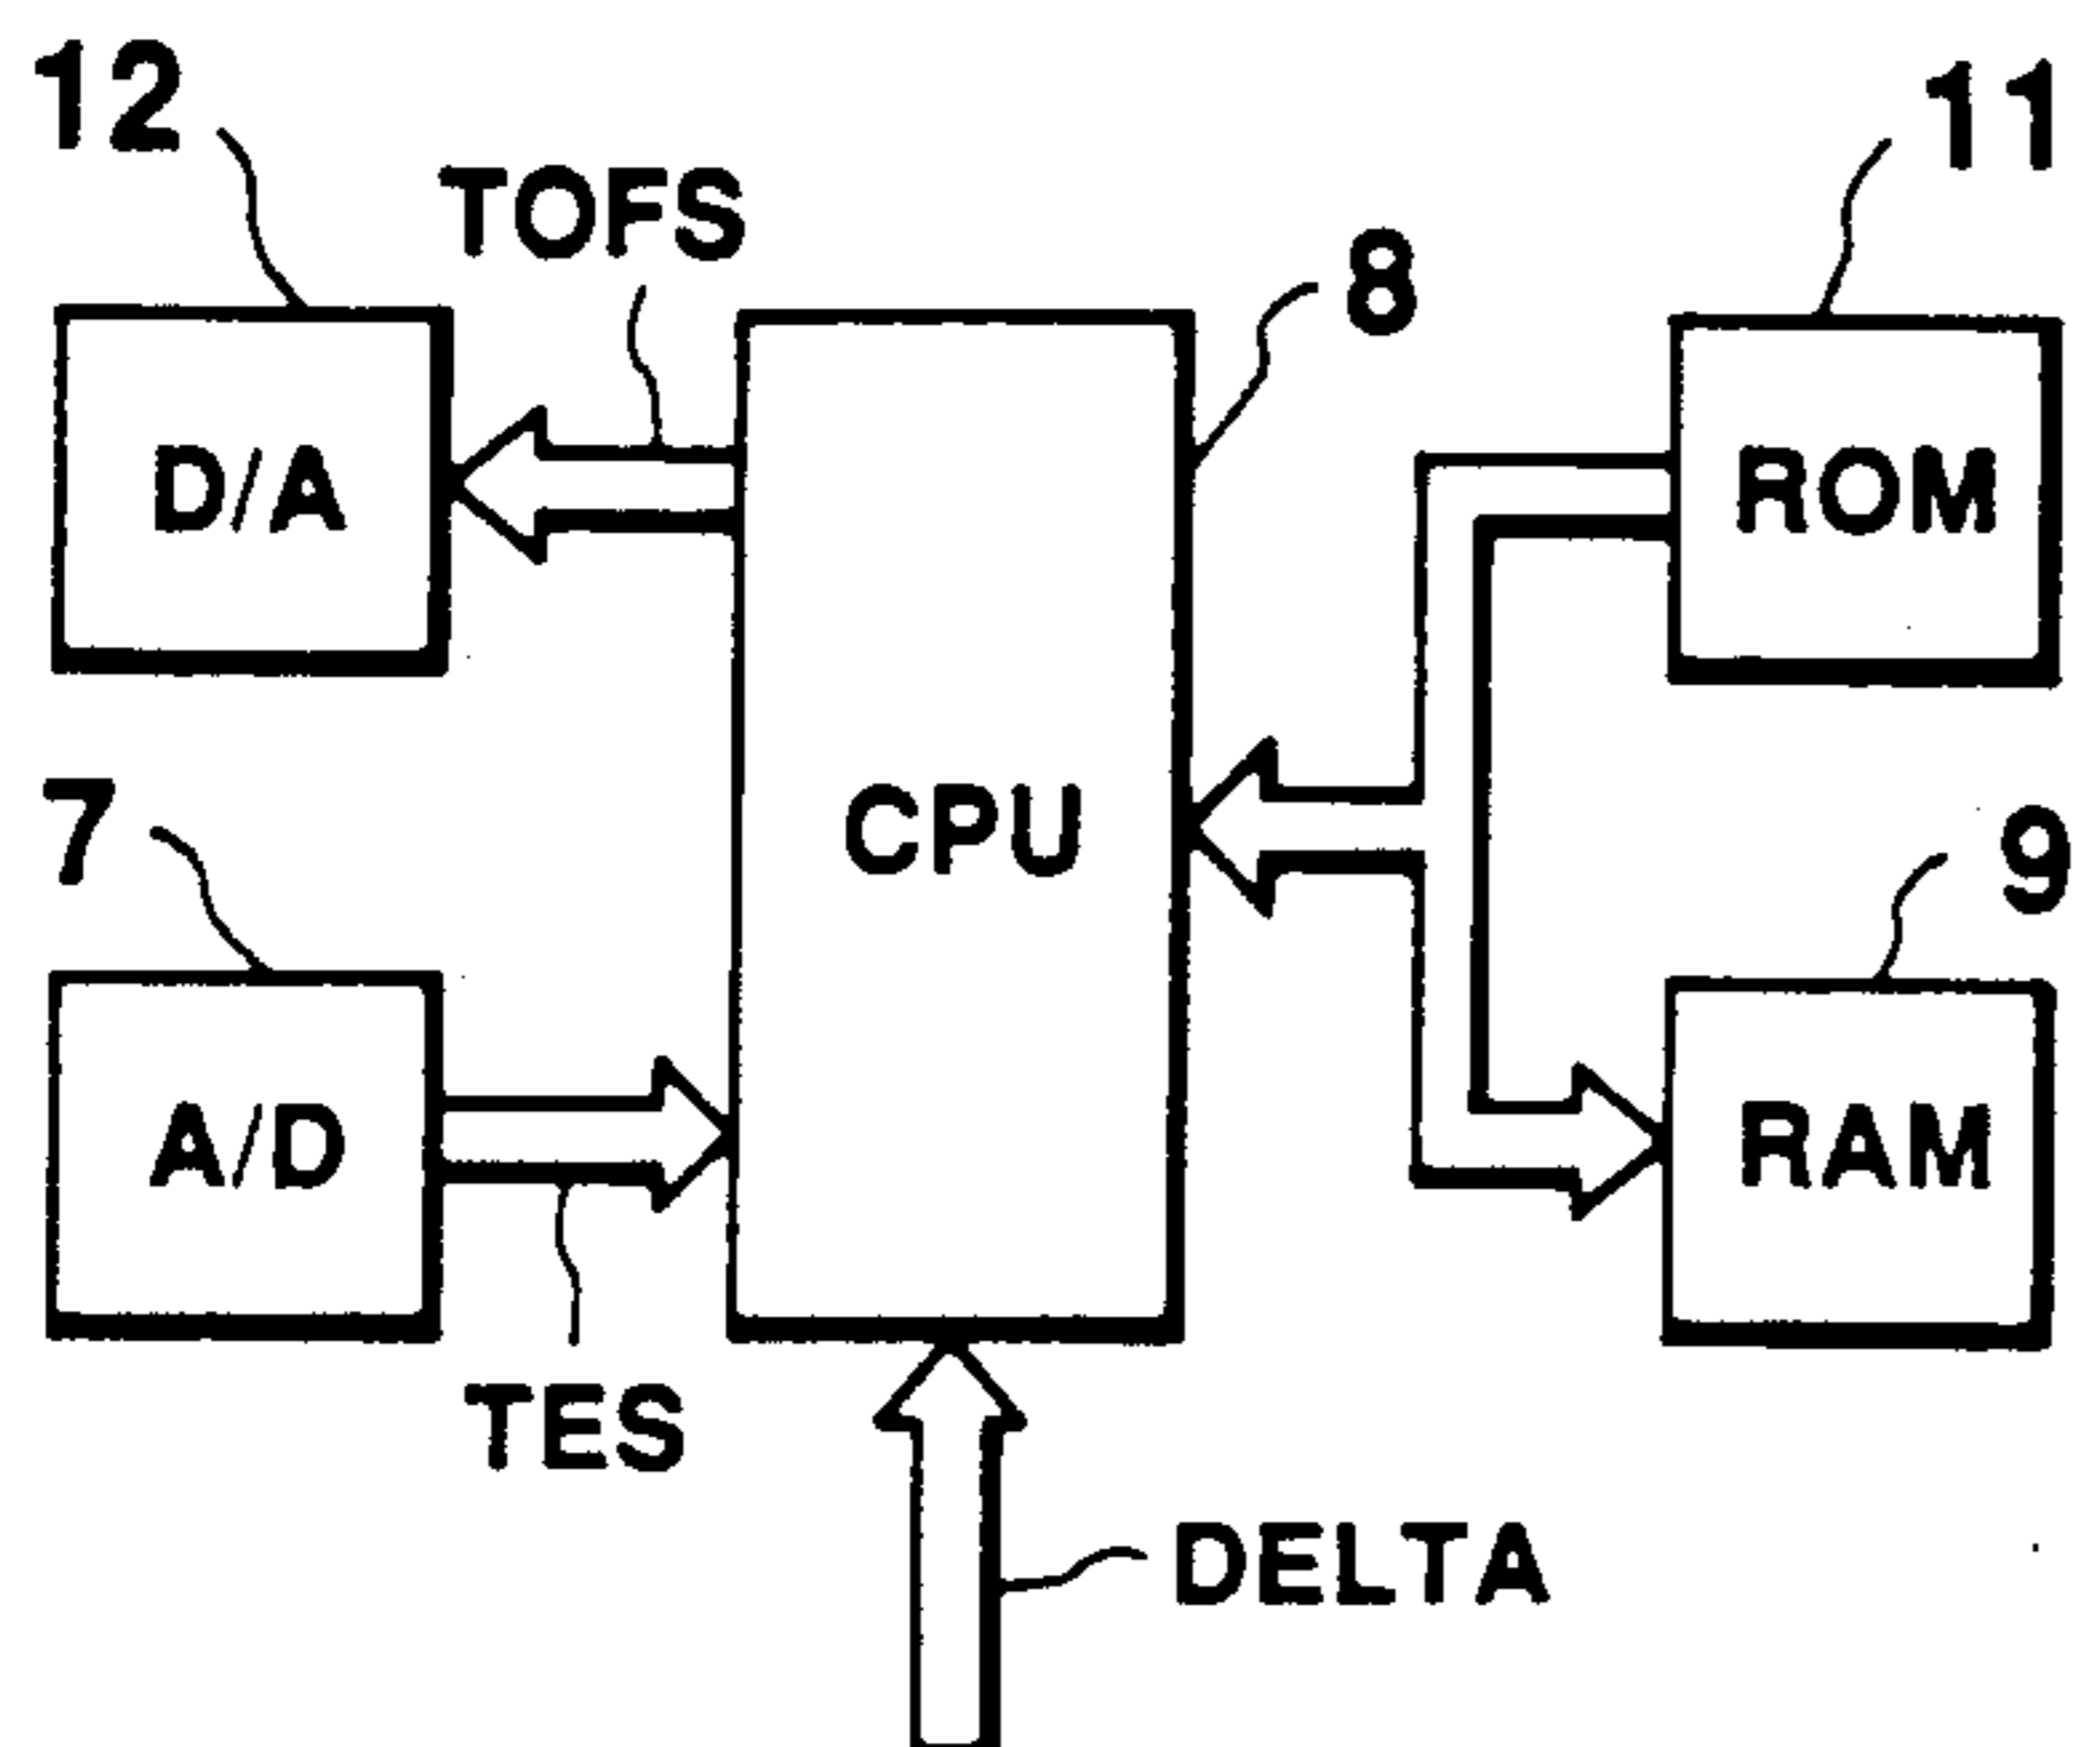 12
11
TOFS
8
D/A
ROM
CPU
7
9
A/D
RAM
TES
DELTA